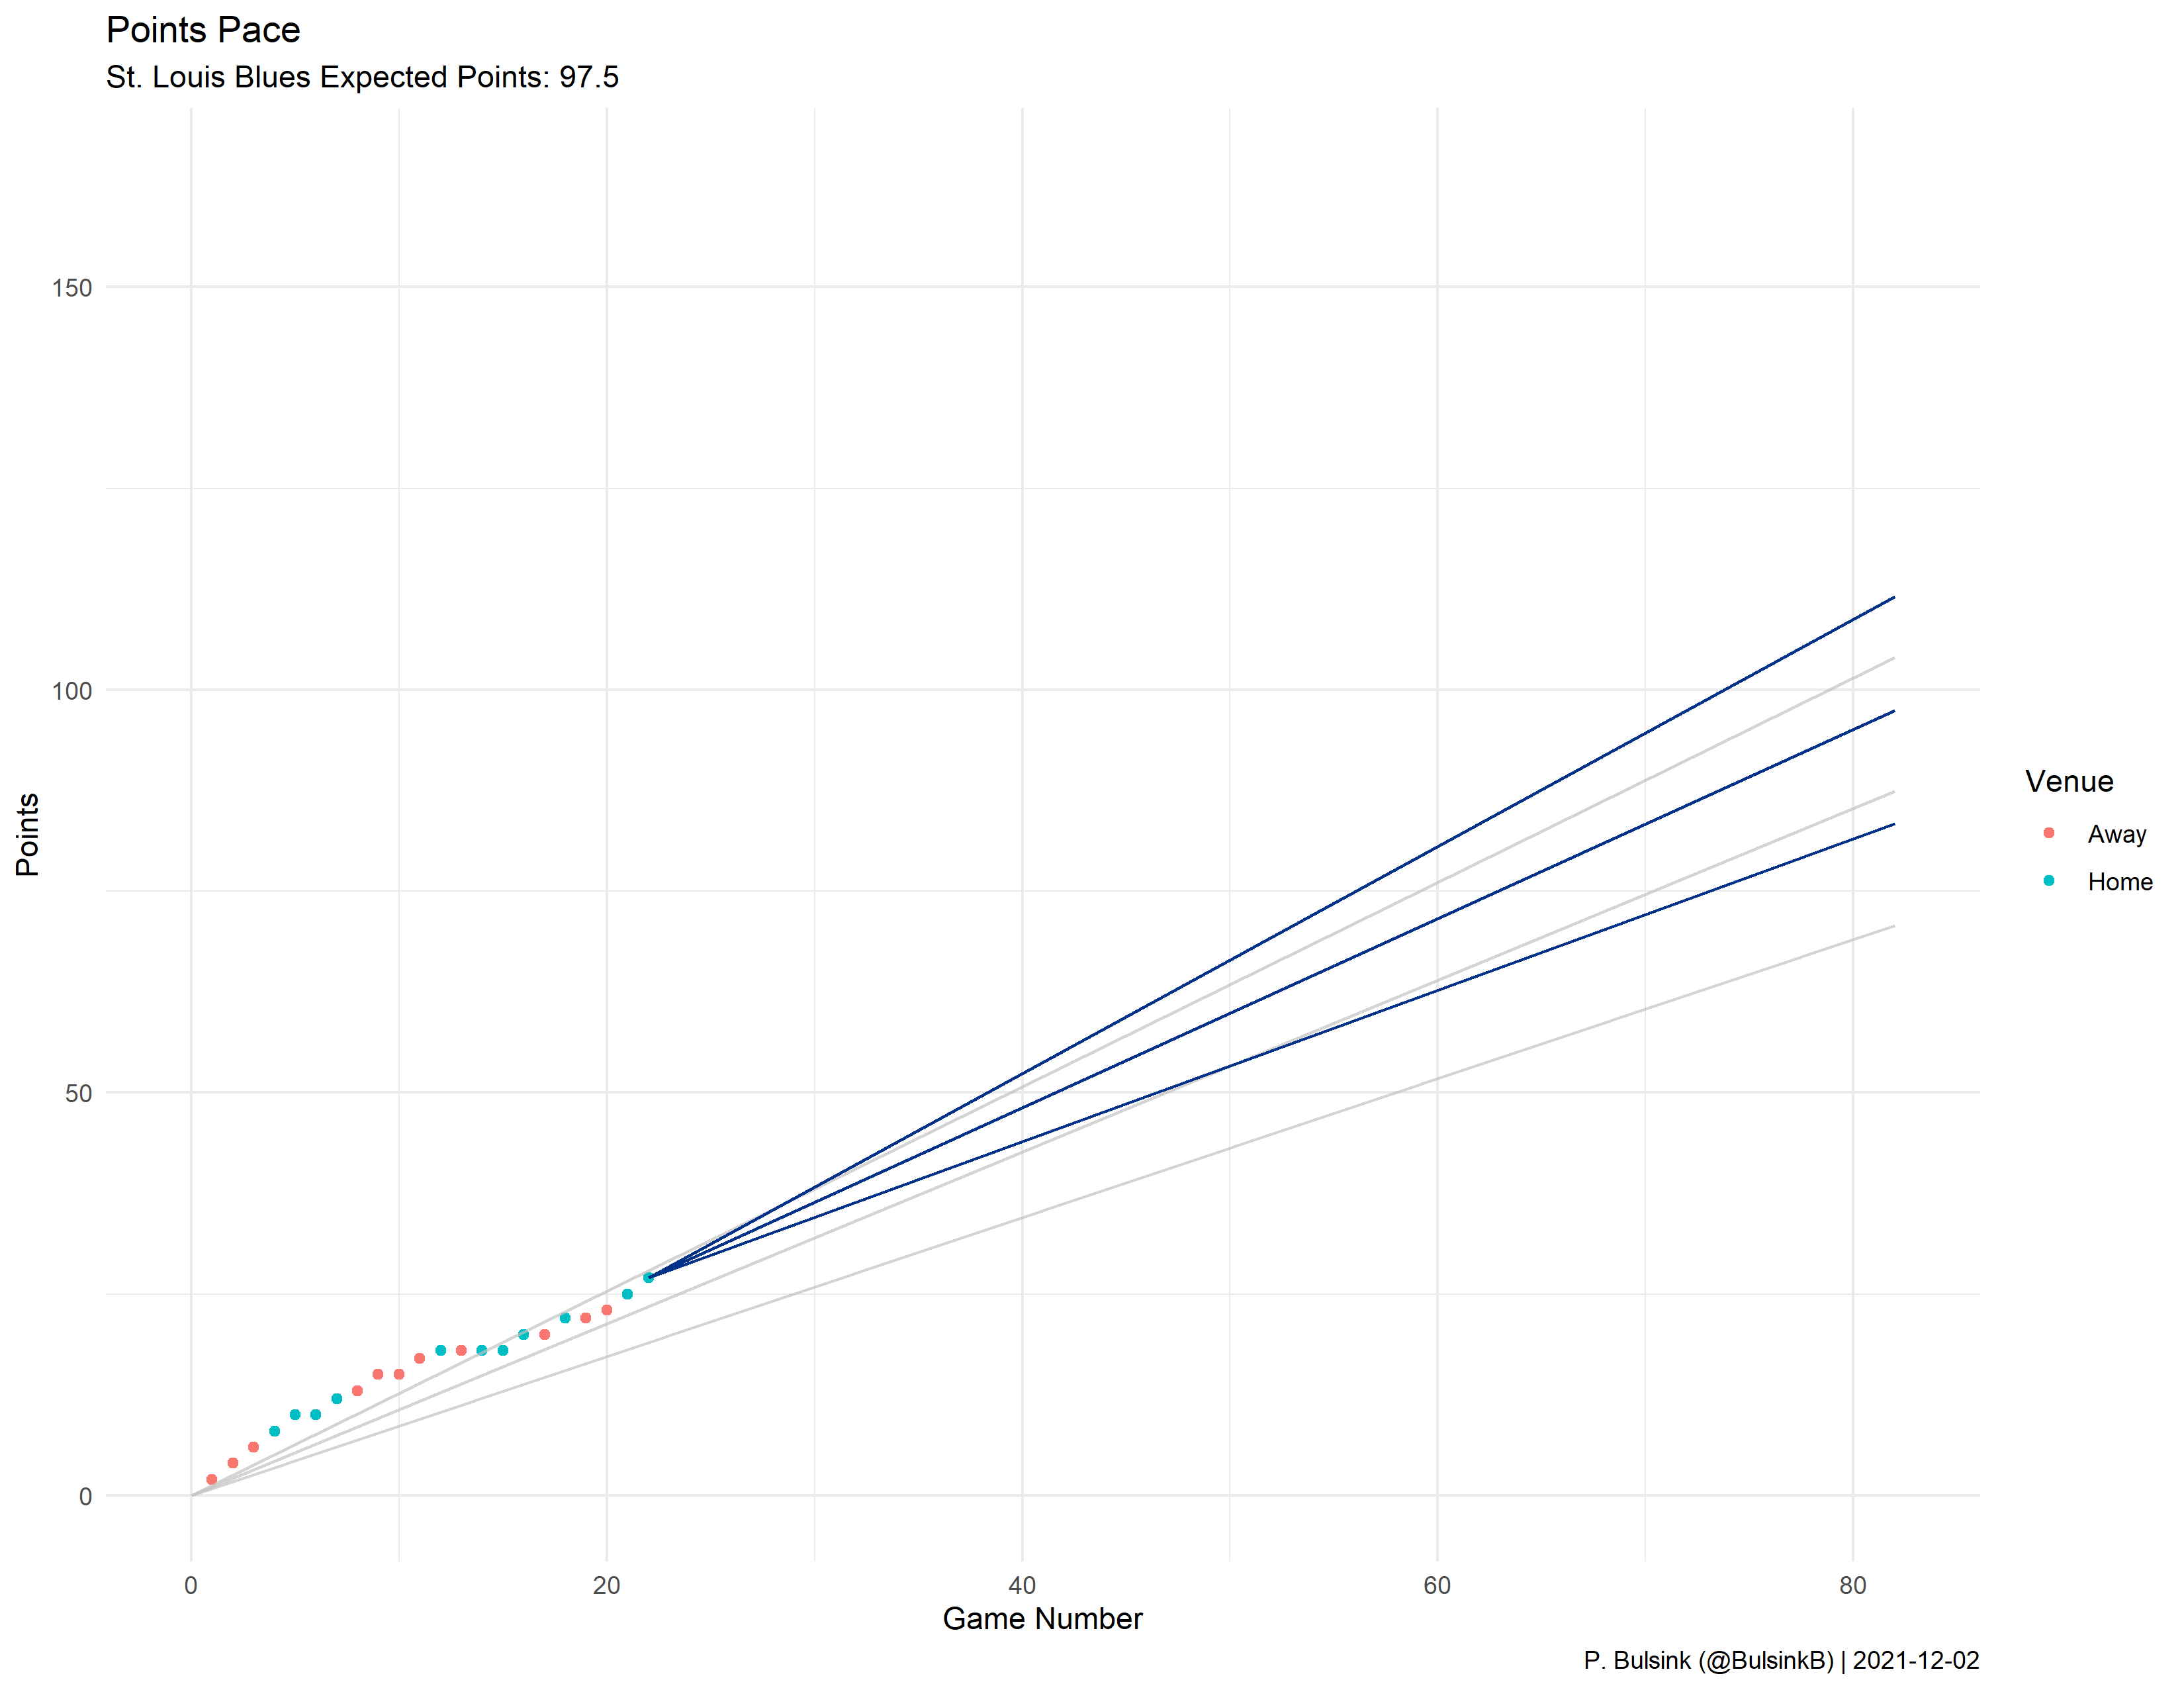 Points Pace
St. Louis Blues Expected Points: 97.5
150
100
50
0
Points
0 20 40 60 80
Game Number
Venue
Away
Home
P. Bulsink (@BulsinkB) | 2021-12-02